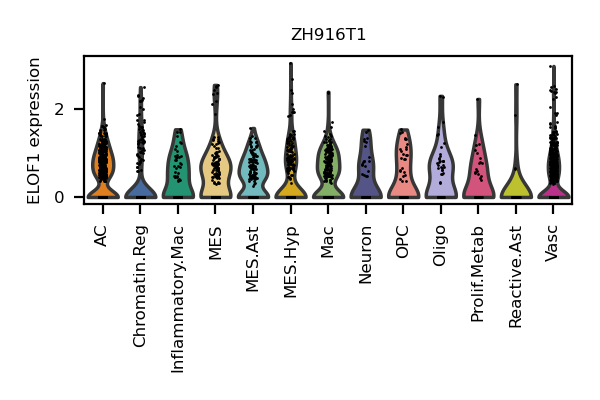 ZH916T1
ELOF1 expression
2
0
AC
Chromatin.Reg
Inflammatory.Mac
MES
MES.Ast
MES.Hyp
Mac
Neuron
OPC
Oligo
Prolif.Metab
Reactive.Ast
Vasc